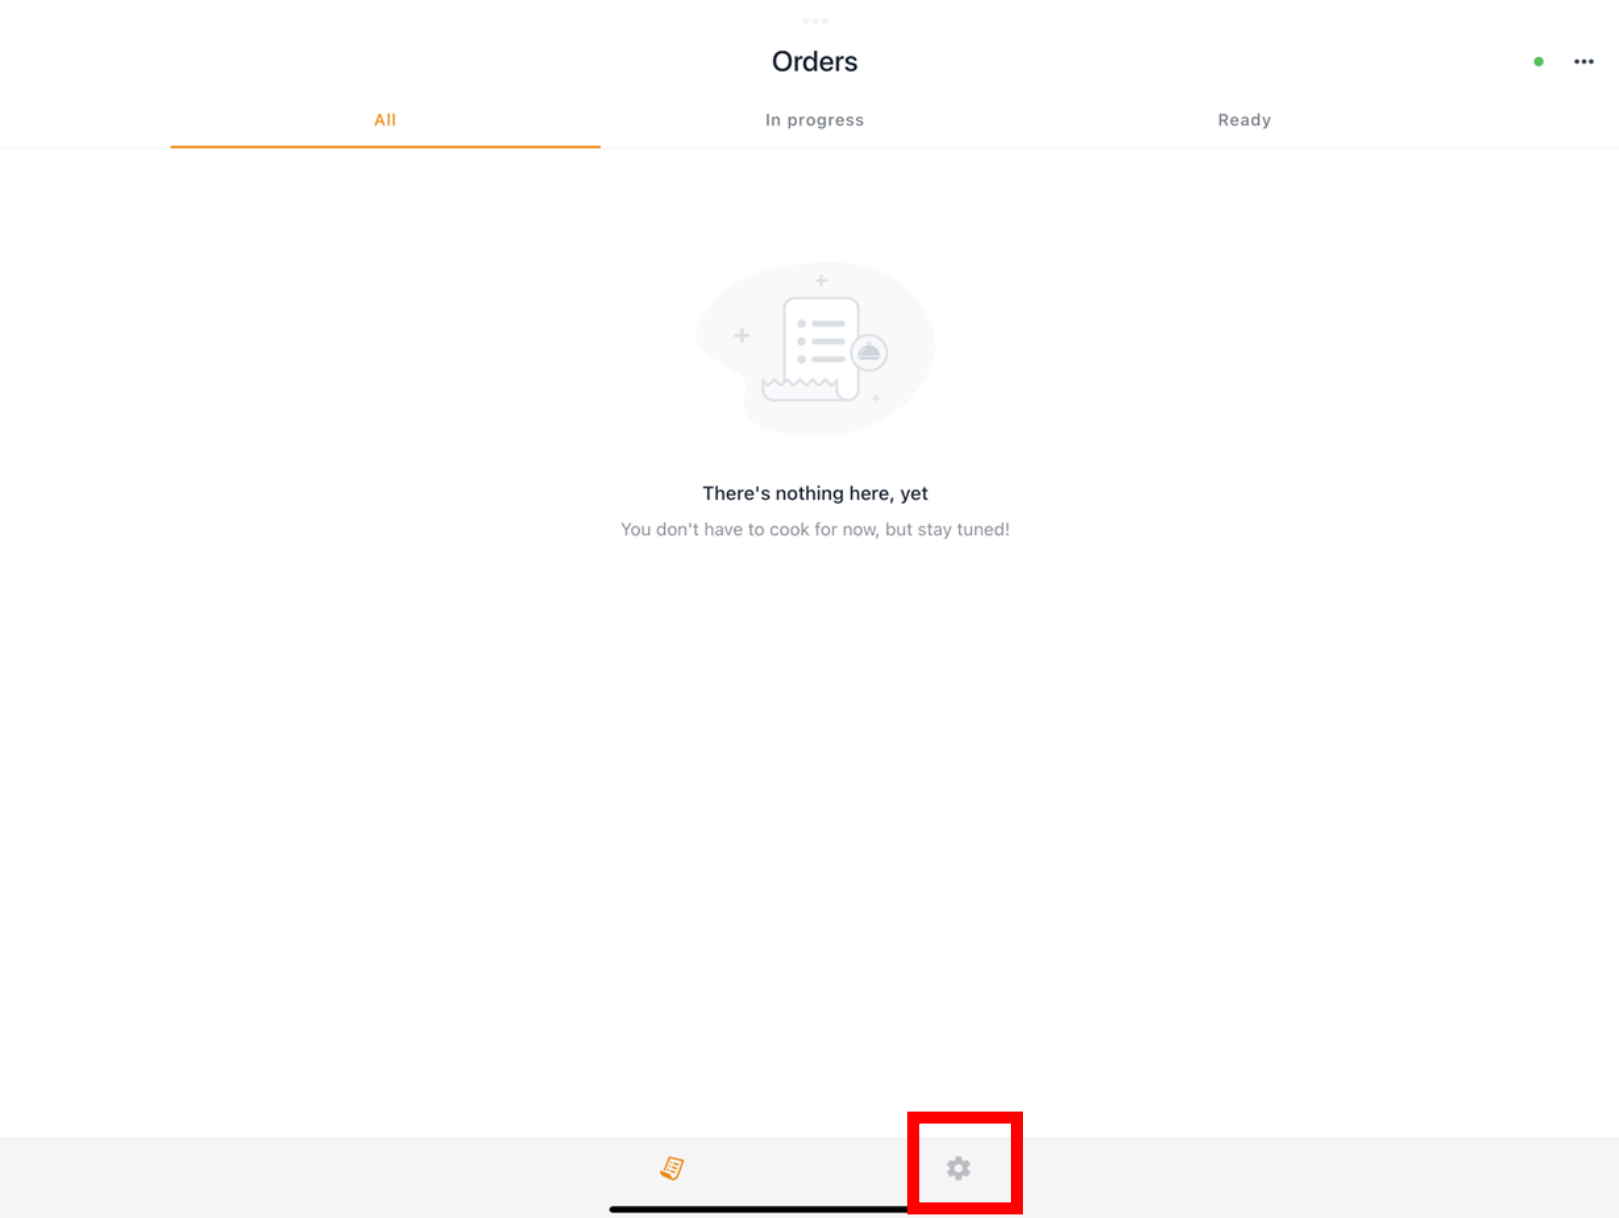 Orders
All
In progress
Ready
There's nothing here, yet
You don't have to cook for now, but stay tuned!